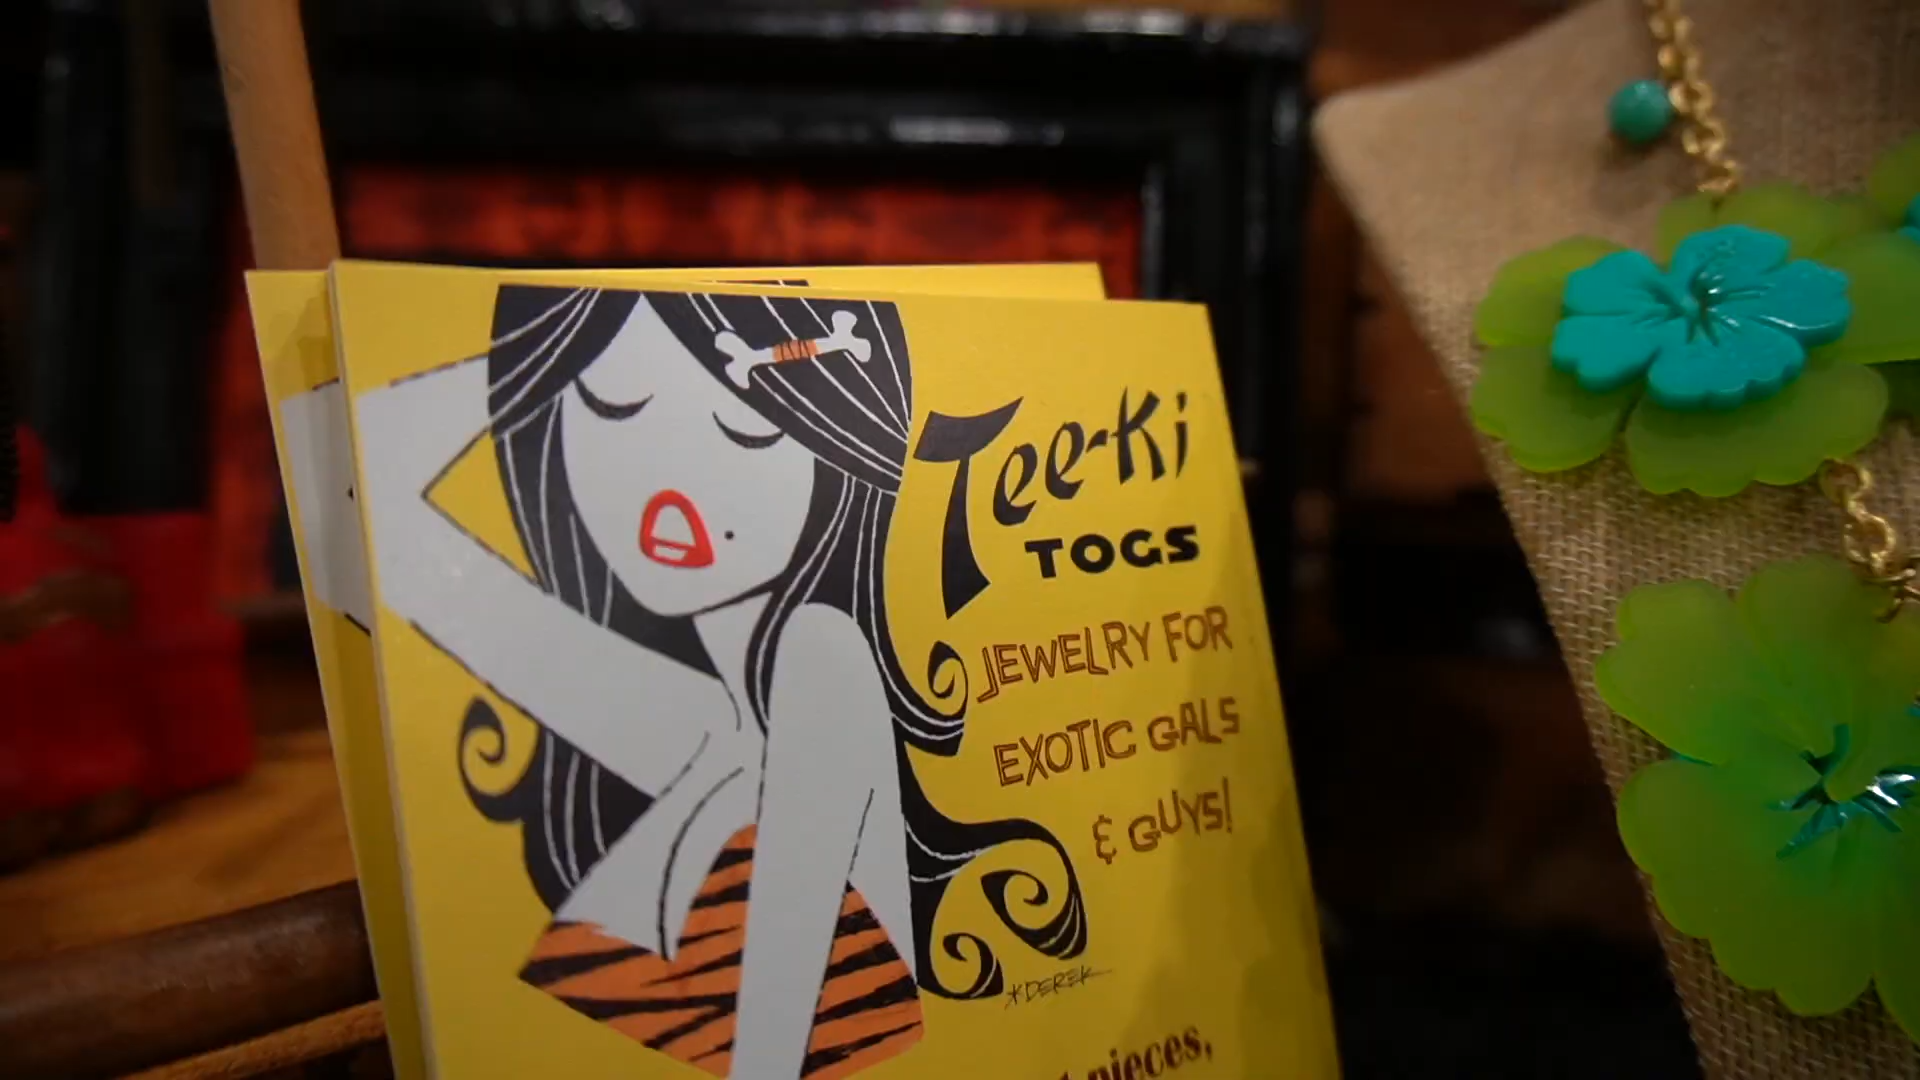 Tee-Ki
TOGS
JEWELRY FOR
EXOTIC GALS
& GUYS!
DEREK
pieces,